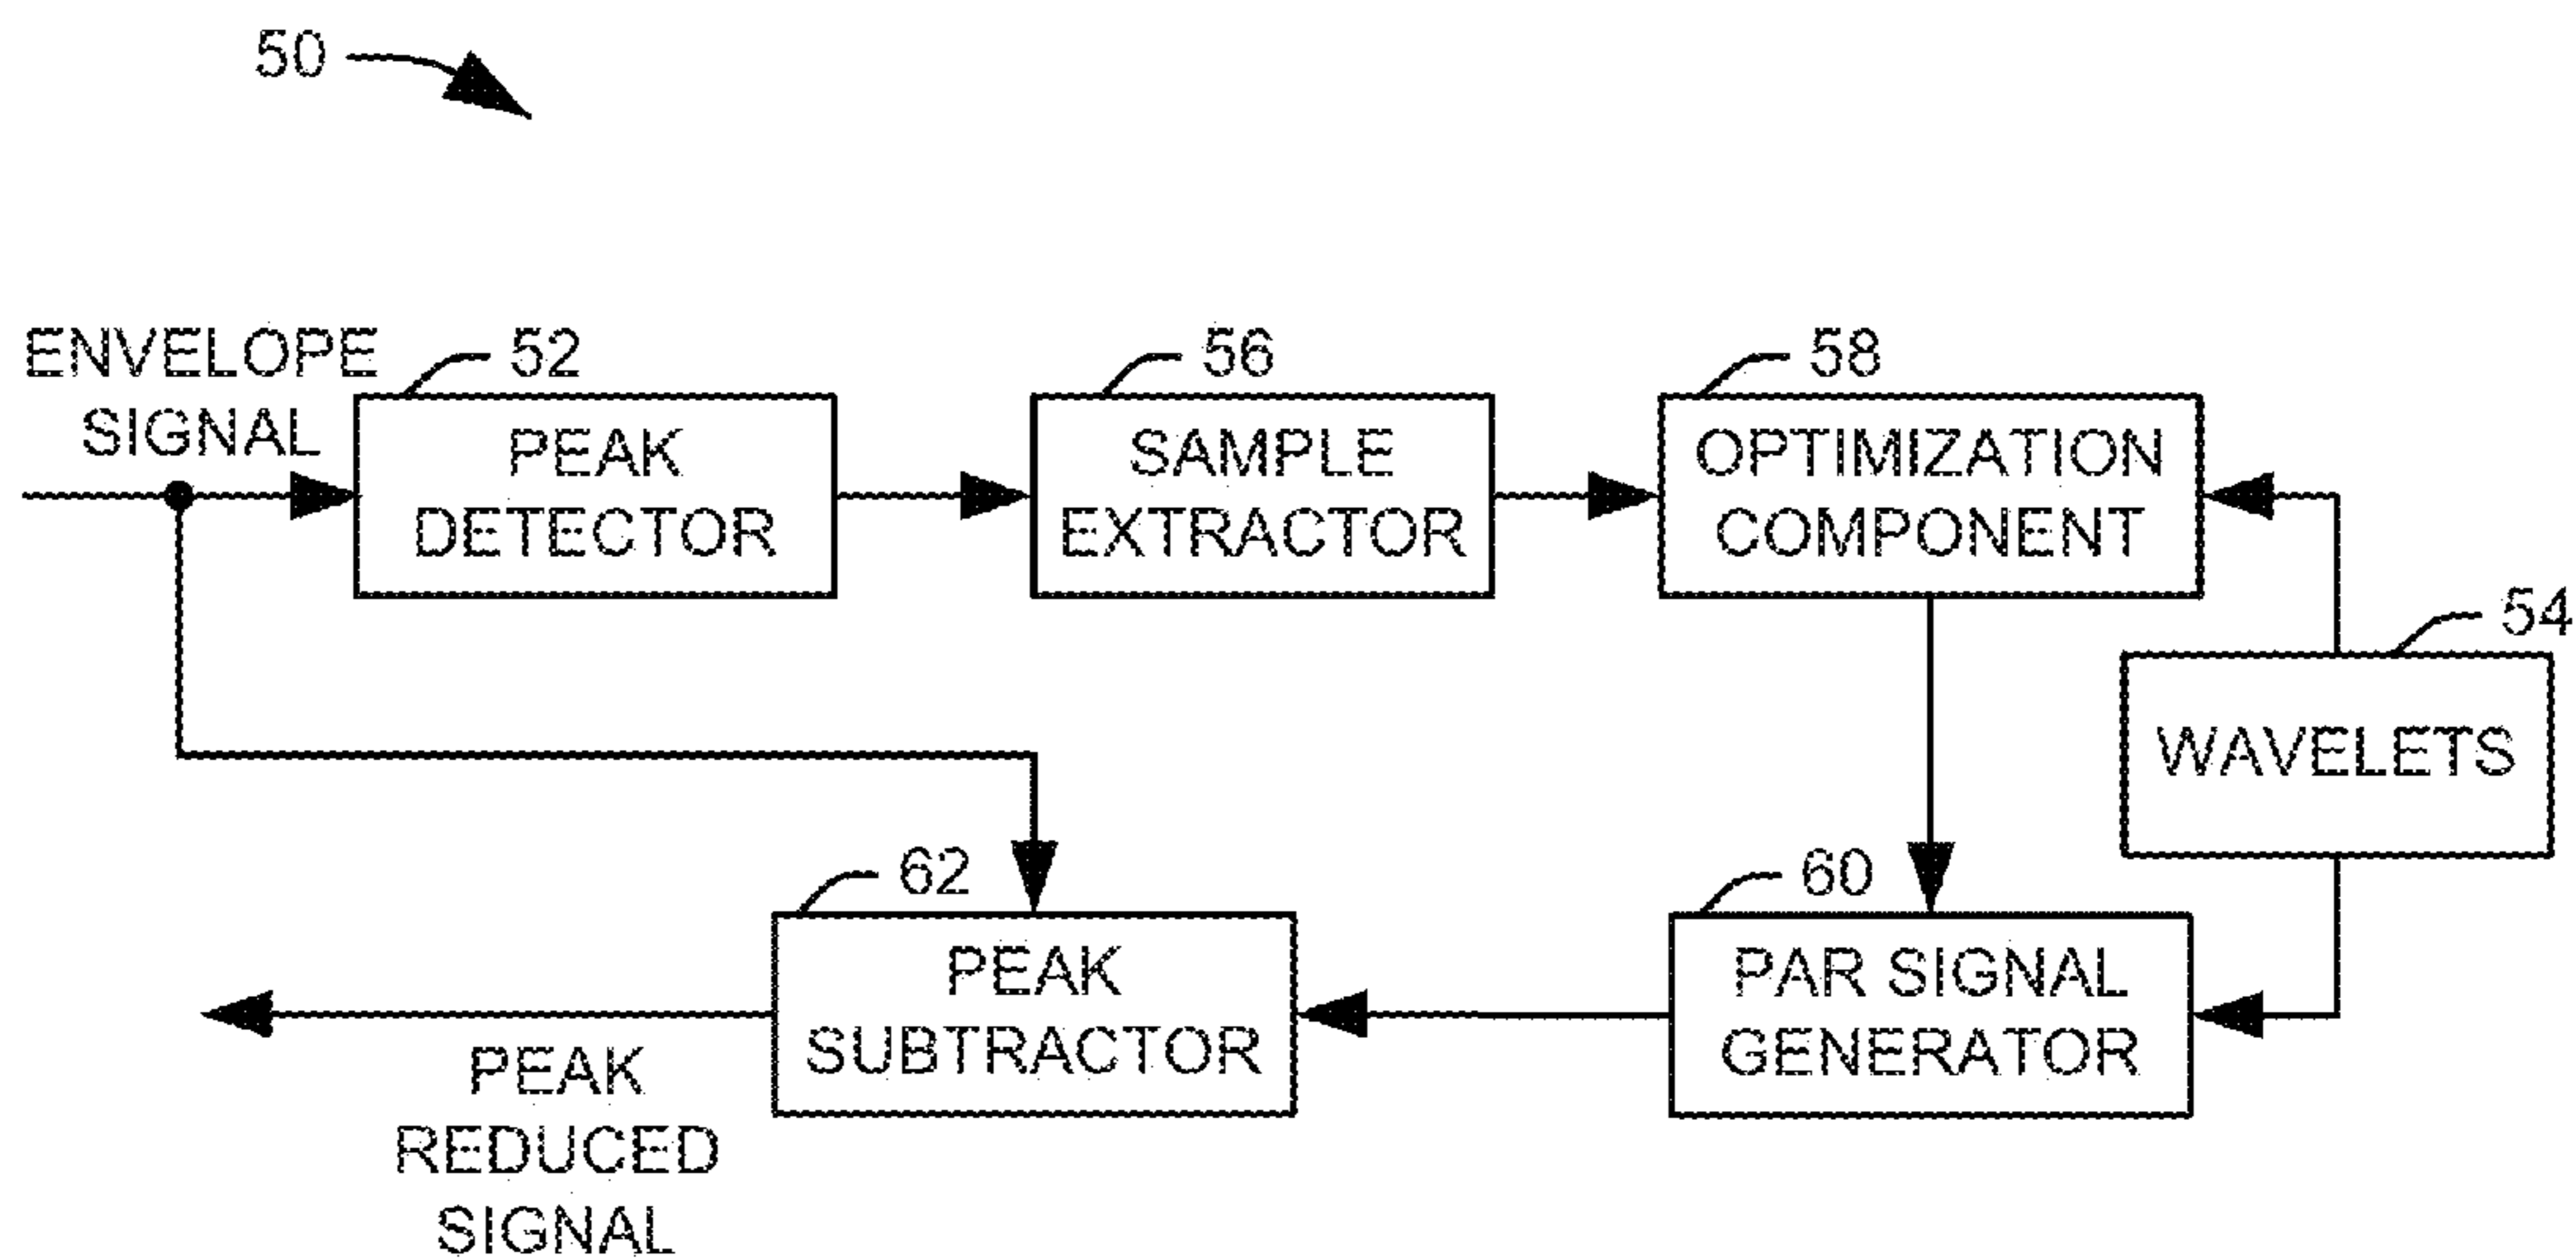 50
ENVELOPE
SIGNAL
52
PEAK
DETECTOR
56
SAMPLE
EXTRACTOR
58
OPTIMIZATION
COMPONENT
54
WAVELETS
62
PEAK
SUBTRACTOR
60
PAR SIGNAL
GENERATOR
PEAK
REDUCED
SIGNAL